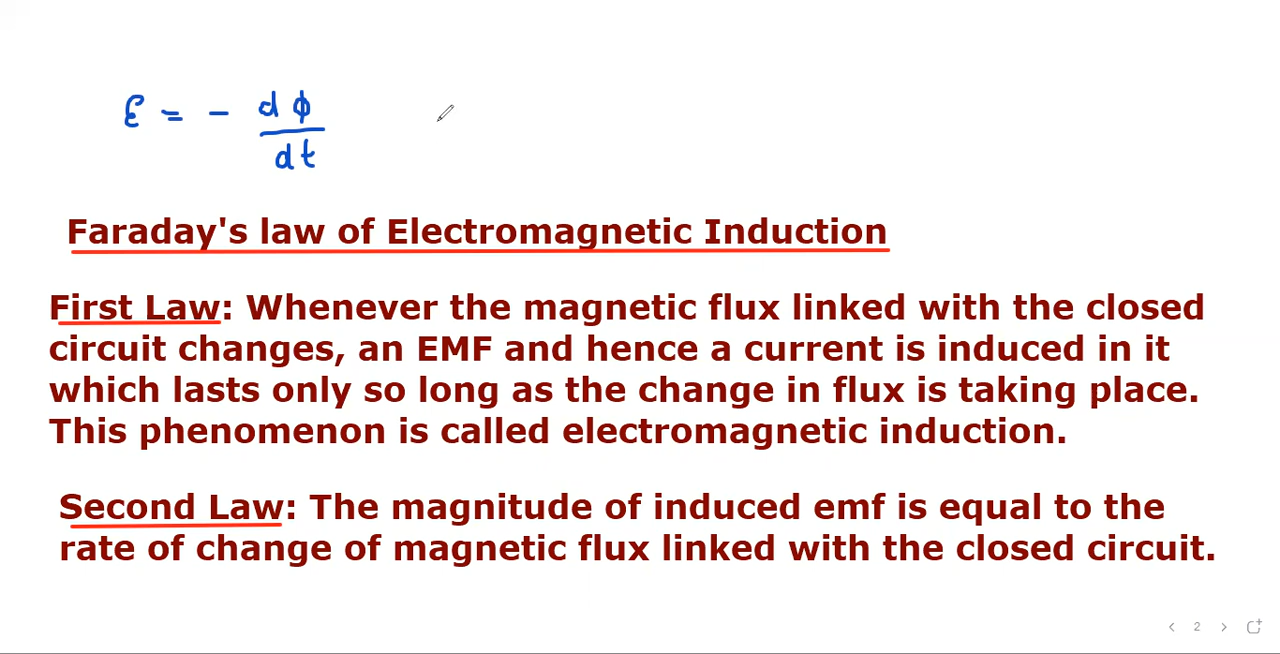 ε = - dϕ
dt
Faraday's law of Electromagnetic Induction
First Law: Whenever the magnetic flux linked with the closed
circuit changes, an EMF and hence a current is induced in it
which lasts only so long as the change in flux is taking place.
This phenomenon is called electromagnetic induction.
Second Law: The magnitude of induced emf is equal to the
rate of change of magnetic flux linked with the closed circuit.
2